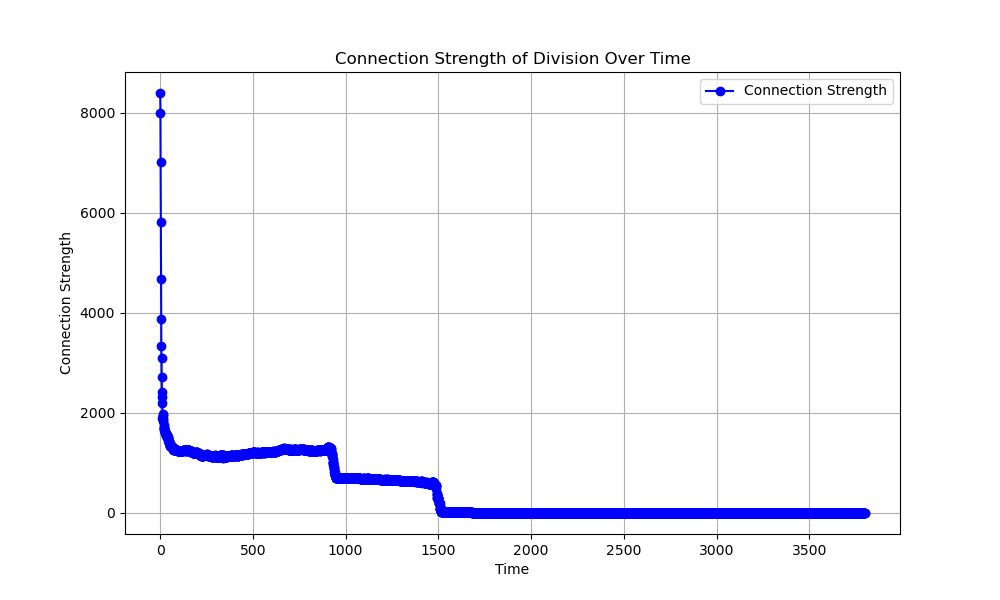 Connection Strength of Division Over Time
Connection Strength
8000
6000
4000
2000
0
Connection Strength
0 500 1000 1500 2000 2500 3000 3500
Time